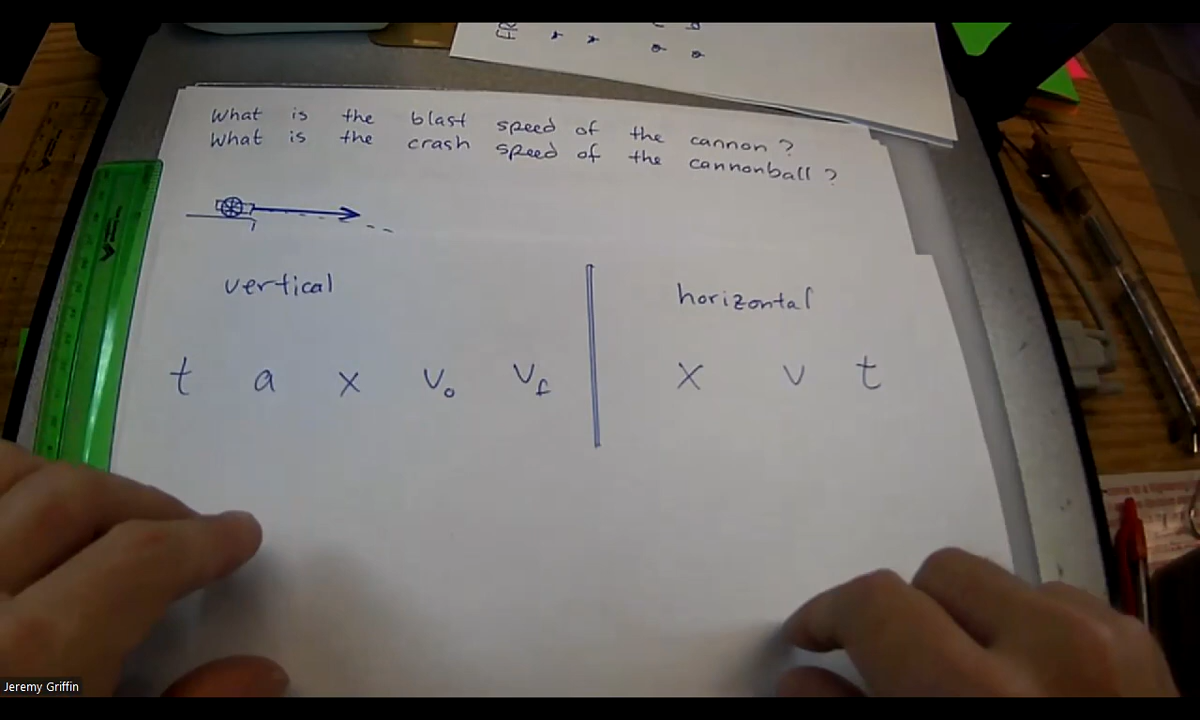 What is the blast speed of the cannon?
What is the crash speed of the cannonball?
vertical
horizontal
t a x v₀ v_f
x v t
Jeremy Griffin